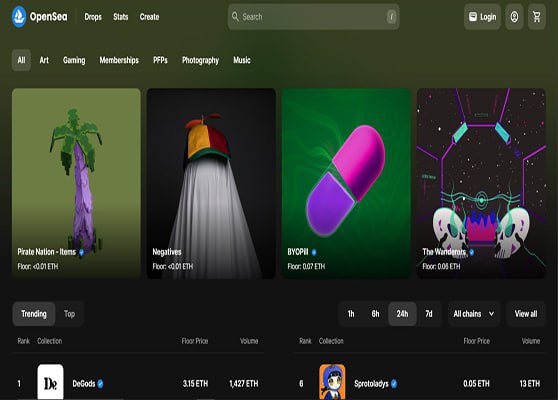 OpenSea Drops Stats Create Search / Login
All Art Gaming Memberships PFPs Photography Music
Pirate Nation - Items Negatives BYOPill The Wanderers
Floor: <0.01 ETH Floor: <0.01 ETH Floor: 0.07 ETH Floor: 0.06 ETH
Trending Top 1h 6h 24h 7d All chains View all
Rank Collection Floor Price Volume Rank Collection Floor Price Volume
1 De DeGods 3.15 ETH 1,427 ETH 6 Sprotoladys 0.05 ETH 13 ETH